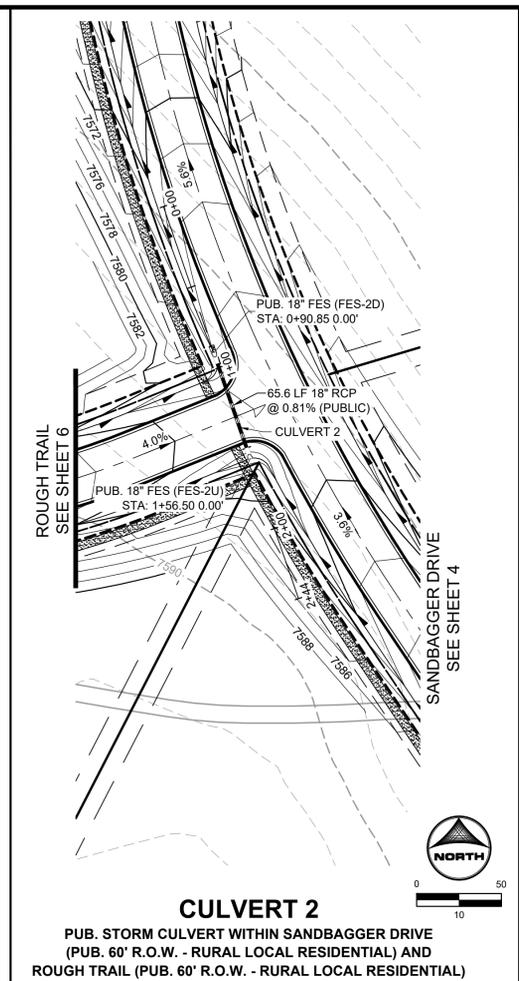 7572
7576
7578
7580
7582
0+00
5.6%
PUB. 18" FES (FES-2D)
STA: 0+90.85 0.00'
1+00
65.6 LF 18" RCP
@ 0.81% (PUBLIC)
CULVERT 2
4.0%
ROUGH TRAIL
SEE SHEET 6
PUB. 18" FES (FES-2U)
STA: 1+56.50 0.00'
2+00
3.6%
2+44
7590
7588
7586
SANDBAGGER DRIVE
SEE SHEET 4
NORTH
0 50
10
CULVERT 2
PUB. STORM CULVERT WITHIN SANDBAGGER DRIVE
(PUB. 60' R.O.W. - RURAL LOCAL RESIDENTIAL) AND
ROUGH TRAIL (PUB. 60' R.O.W. - RURAL LOCAL RESIDENTIAL)